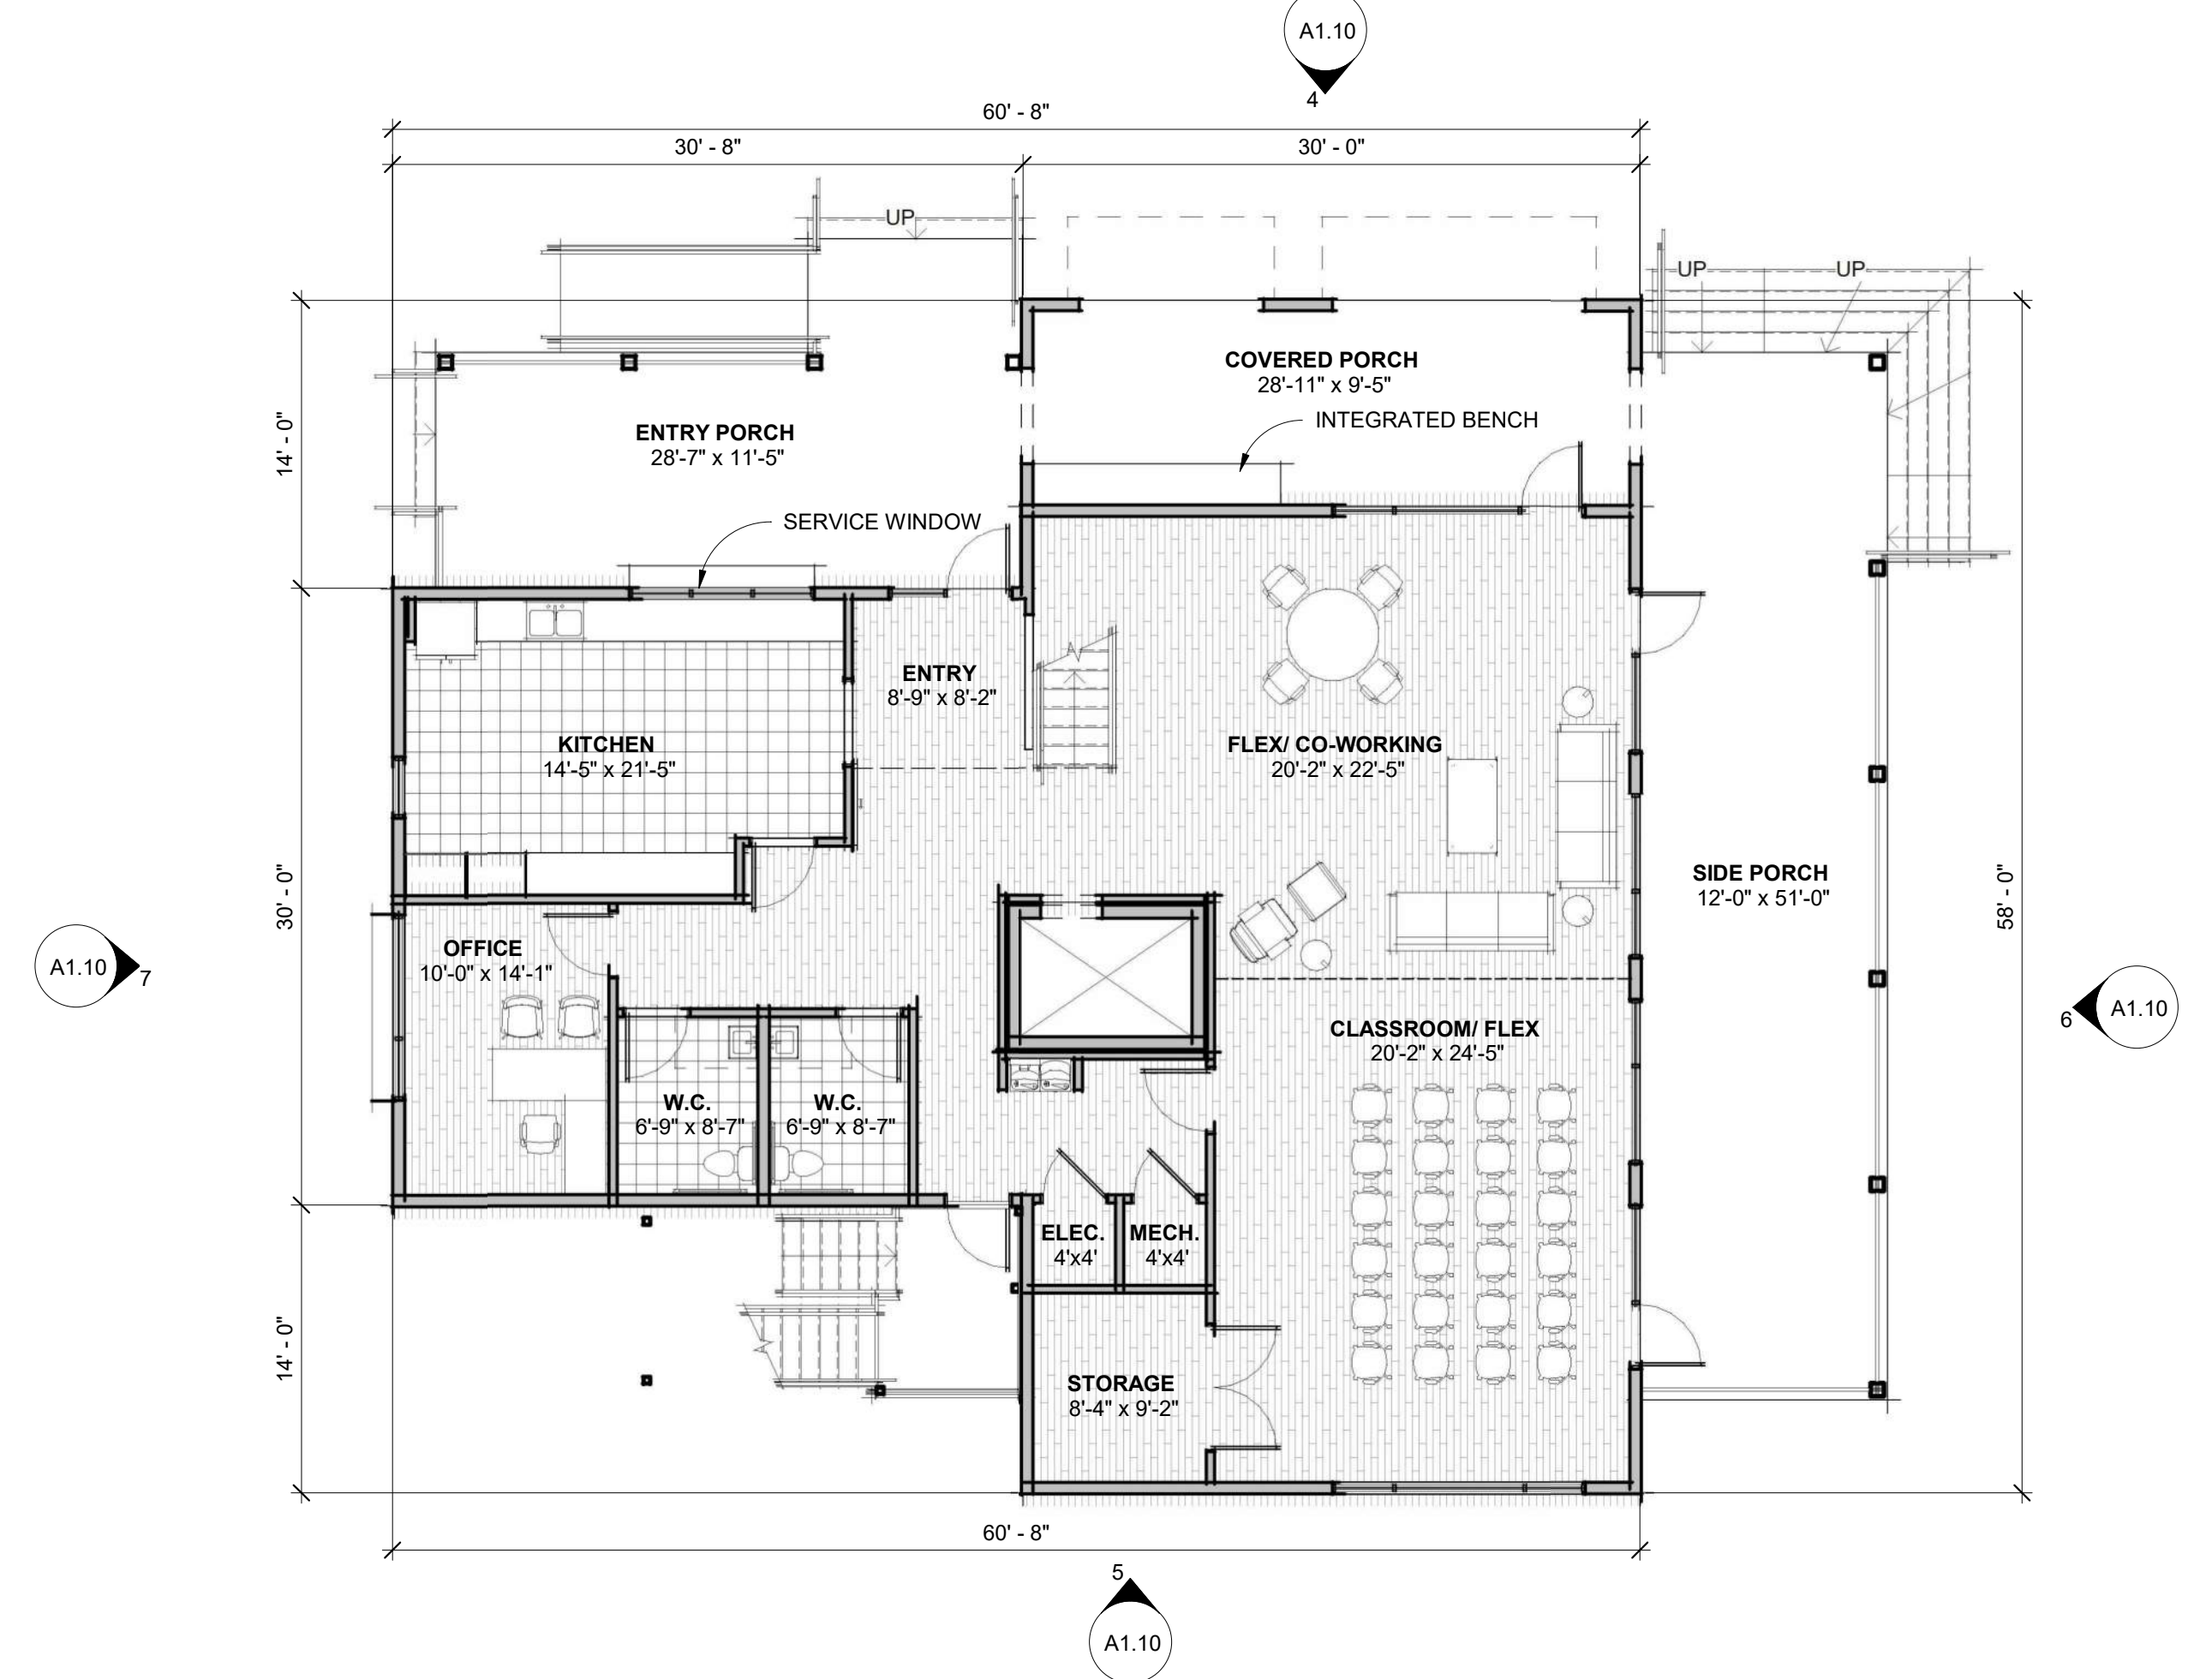 A1.10
4
60' - 8"
30' - 8"
30' - 0"
UP
UP
UP
14' - 0"
COVERED PORCH
28'-11" x 9'-5"
INTEGRATED BENCH
ENTRY PORCH
28'-7" x 11'-5"
SERVICE WINDOW
ENTRY
8'-9" x 8'-2"
KITCHEN
14'-5" x 21'-5"
FLEX/ CO-WORKING
20'-2" x 22'-5"
SIDE PORCH
12'-0" x 51'-0"
30' - 0"
58' - 0"
OFFICE
10'-0" x 14'-1"
A1.10
7
CLASSROOM/ FLEX
20'-2" x 24'-5"
6
A1.10
W.C.
6'-9" x 8'-7"
W.C.
6'-9" x 8'-7"
ELEC.
4'x4'
MECH.
4'x4'
14' - 0"
STORAGE
8'-4" x 9'-2"
60' - 8"
5
A1.10